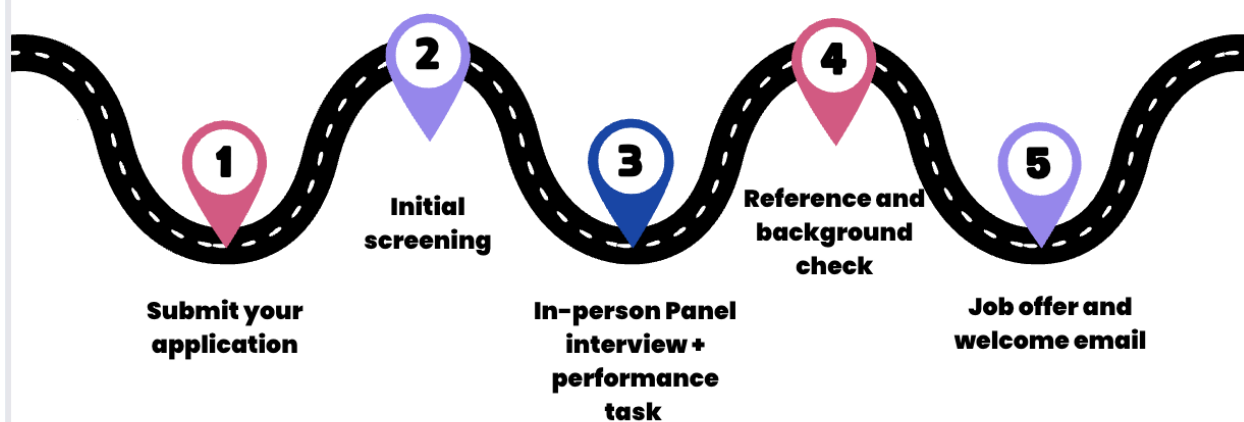 1
Submit your
application
2
Initial
screening
3
In-person Panel
interview +
performance
task
4
Reference and
background
check
5
Job offer and
welcome email